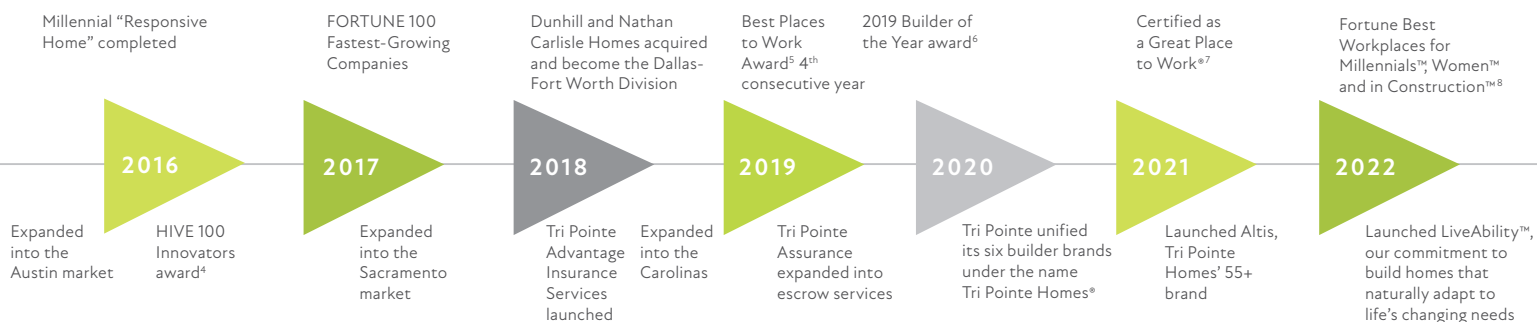 Millennial “Responsive
Home” completed
FORTUNE 100
Fastest-Growing
Companies
Dunhill and Nathan
Carlisle Homes acquired
and become the Dallas-
Fort Worth Division
Best Places
to Work
Award⁵ 4ᵗʰ
consecutive year
2019 Builder of
the Year award⁶
Certified as
a Great Place
to Work®⁷
Fortune Best
Workplaces for
Millennials™, Women™
and in Construction™⁸
2016
2017
2018
2019
2020
2021
2022
Expanded
into the
Austin market
HIVE 100
Innovators
award⁴
Expanded
into the
Sacramento
market
Tri Pointe
Advantage
Insurance
Services
launched
Expanded
into the
Carolinas
Tri Pointe
Assurance
expanded into
escrow services
Tri Pointe unified
its six builder brands
under the name
Tri Pointe Homes®
Launched Altis,
Tri Pointe
Homes’ 55+
brand
Launched LiveAbility™,
our commitment to
build homes that
naturally adapt to
life’s changing needs